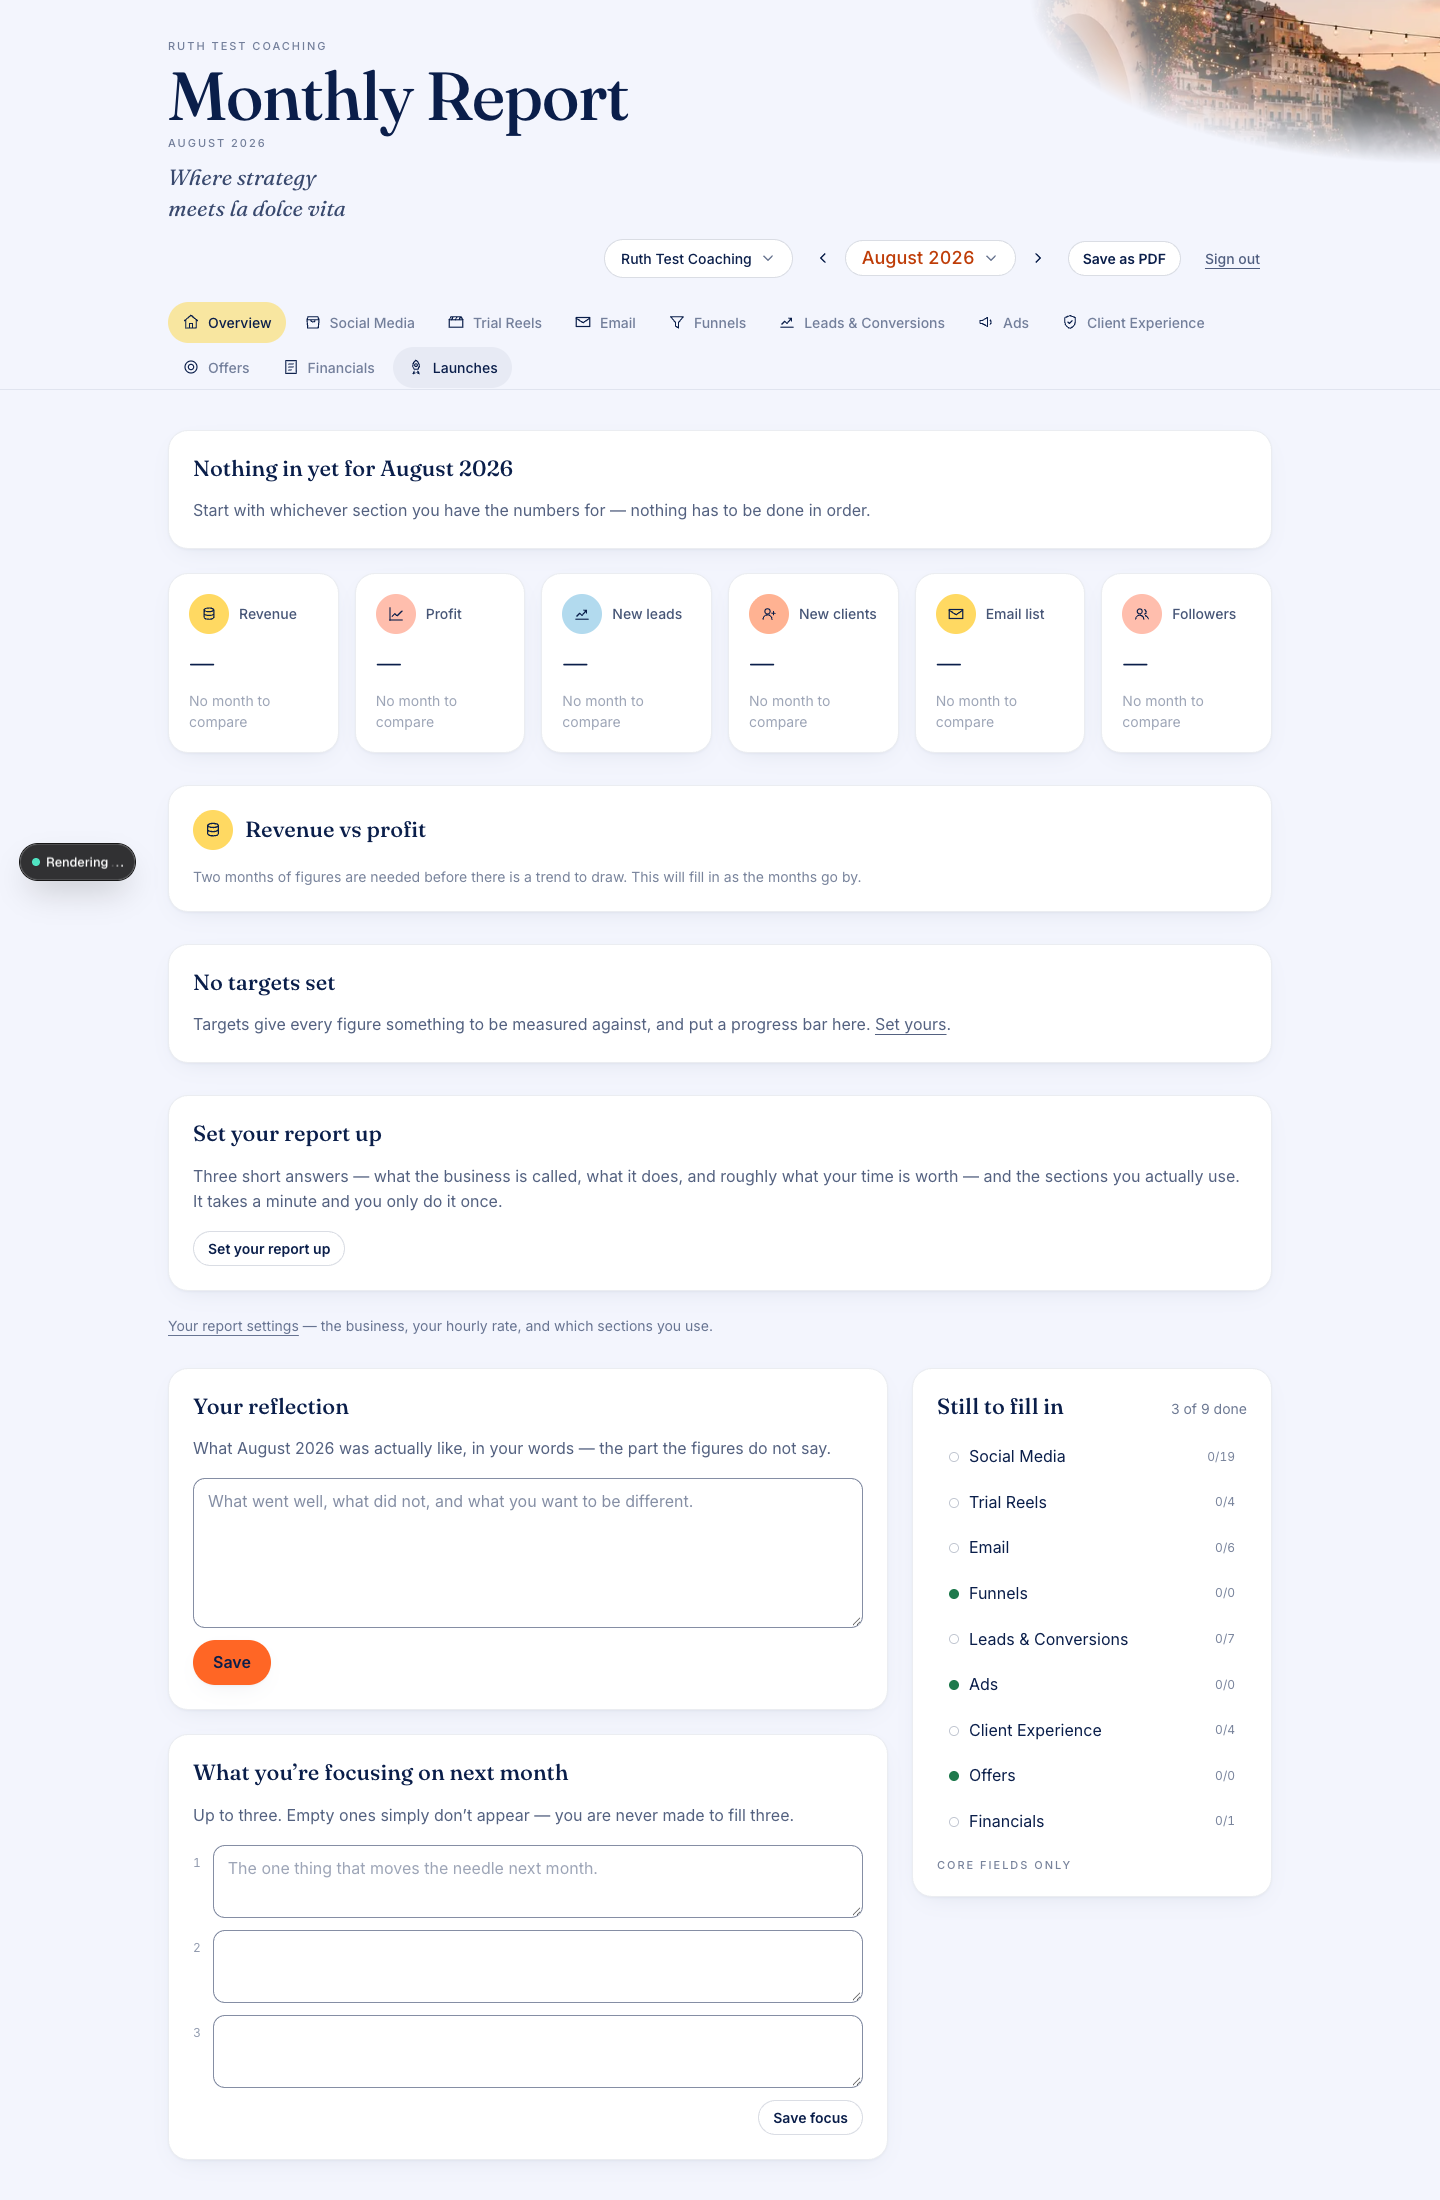 RUTH TEST COACHING
Monthly Report
AUGUST 2026
Where strategy
meets la dolce vita
Ruth Test Coaching
August 2026
Save as PDF
Sign out
Overview
Social Media
Trial Reels
Email
Funnels
Leads & Conversions
Ads
Client Experience
Offers
Financials
Launches
Nothing in yet for August 2026
Start with whichever section you have the numbers for — nothing has to be done in order.
Revenue
—
No month to
compare
Profit
—
No month to
compare
New leads
—
No month to
compare
New clients
—
No month to
compare
Email list
—
No month to
compare
Followers
—
No month to
compare
Revenue vs profit
Two months of figures are needed before there is a trend to draw. This will fill in as the months go by.
Rendering ...
No targets set
Targets give every figure something to be measured against, and put a progress bar here. Set yours.
Set your report up
Three short answers — what the business is called, what it does, and roughly what your time is worth — and the sections you actually use.
It takes a minute and you only do it once.
Set your report up
Your report settings — the business, your hourly rate, and which sections you use.
Your reflection
What August 2026 was actually like, in your words — the part the figures do not say.
What went well, what did not, and what you want to be different.
Save
What you’re focusing on next month
Up to three. Empty ones simply don’t appear — you are never made to fill three.
1
The one thing that moves the needle next month.
2
3
Save focus
Still to fill in
3 of 9 done
Social Media 0/19
Trial Reels 0/4
Email 0/6
Funnels 0/0
Leads & Conversions 0/7
Ads 0/0
Client Experience 0/4
Offers 0/0
Financials 0/1
CORE FIELDS ONLY